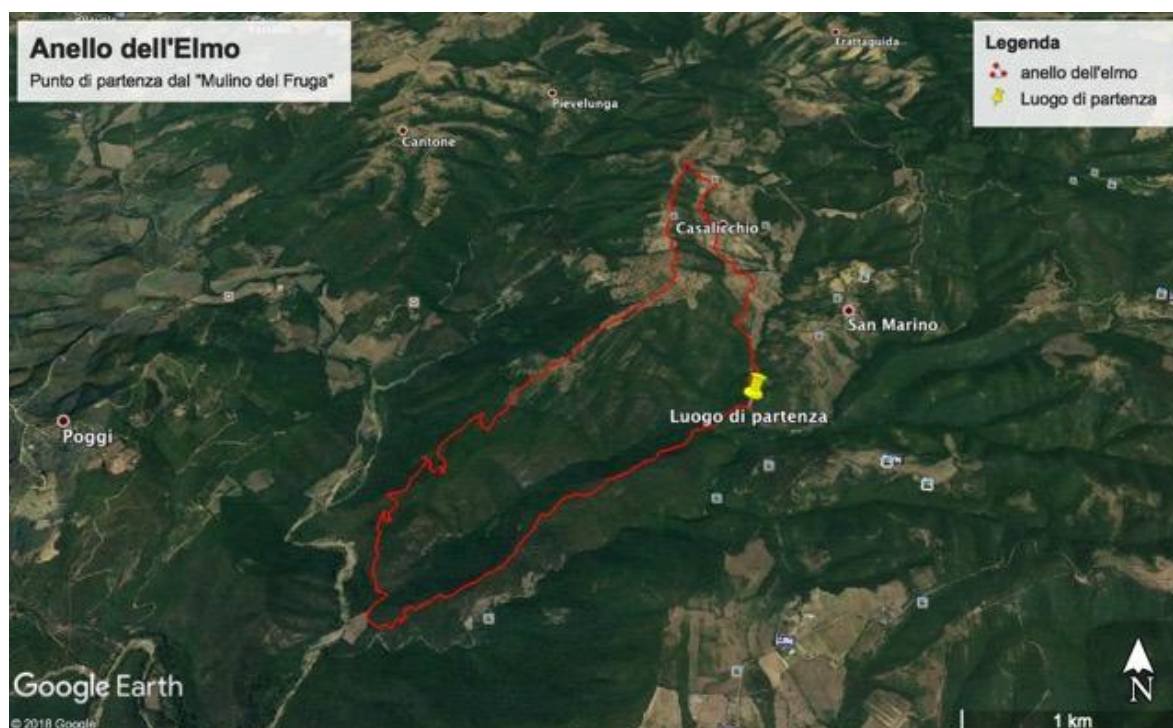 Anello dell'Elmo
Punto di partenza dal "Mulino del Fruga"
Legenda
anello dell'elmo
Luogo di partenza
Frattaguida
Pievelunga
Cantone
Casalicchio
San Marino
Luogo di partenza
Poggi
Google Earth
N
© 2018 Google
1 km